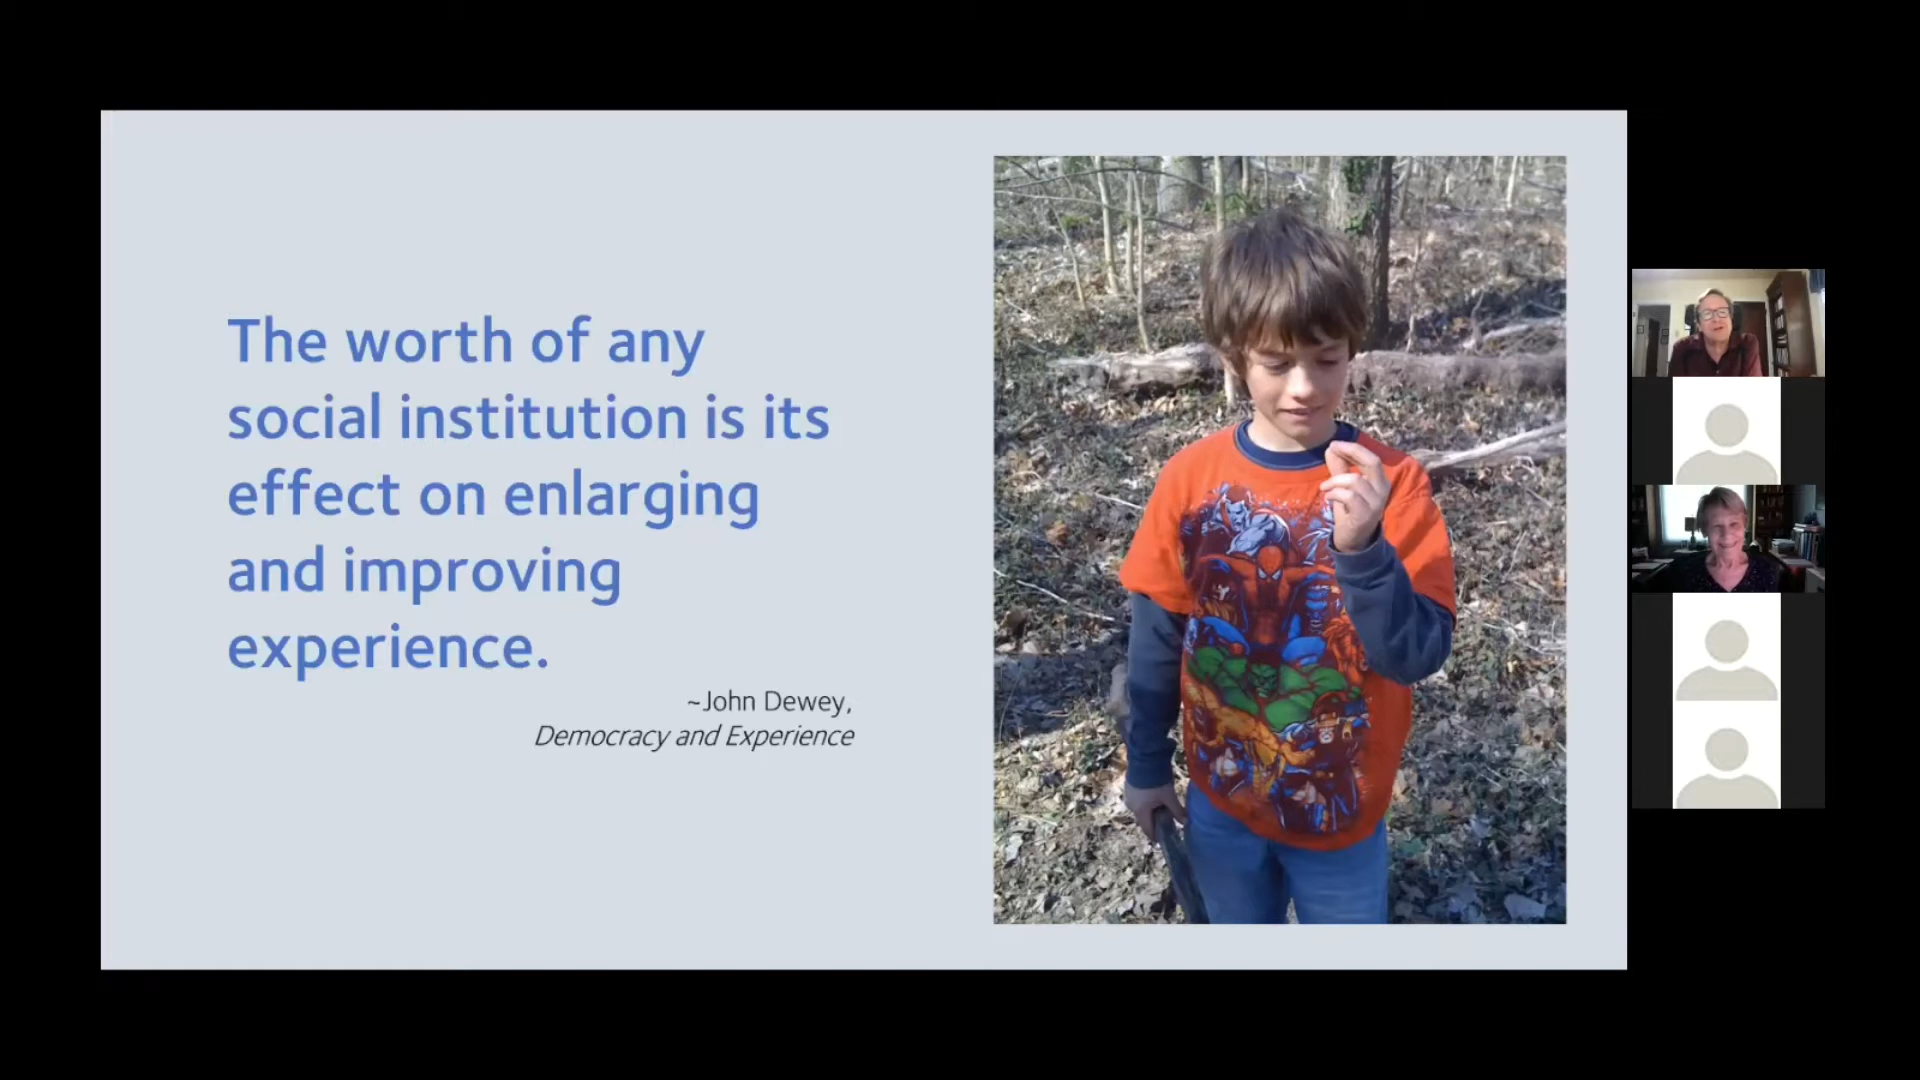 The worth of any
social institution is its
effect on enlarging
and improving
experience.
~John Dewey,
Democracy and Experience